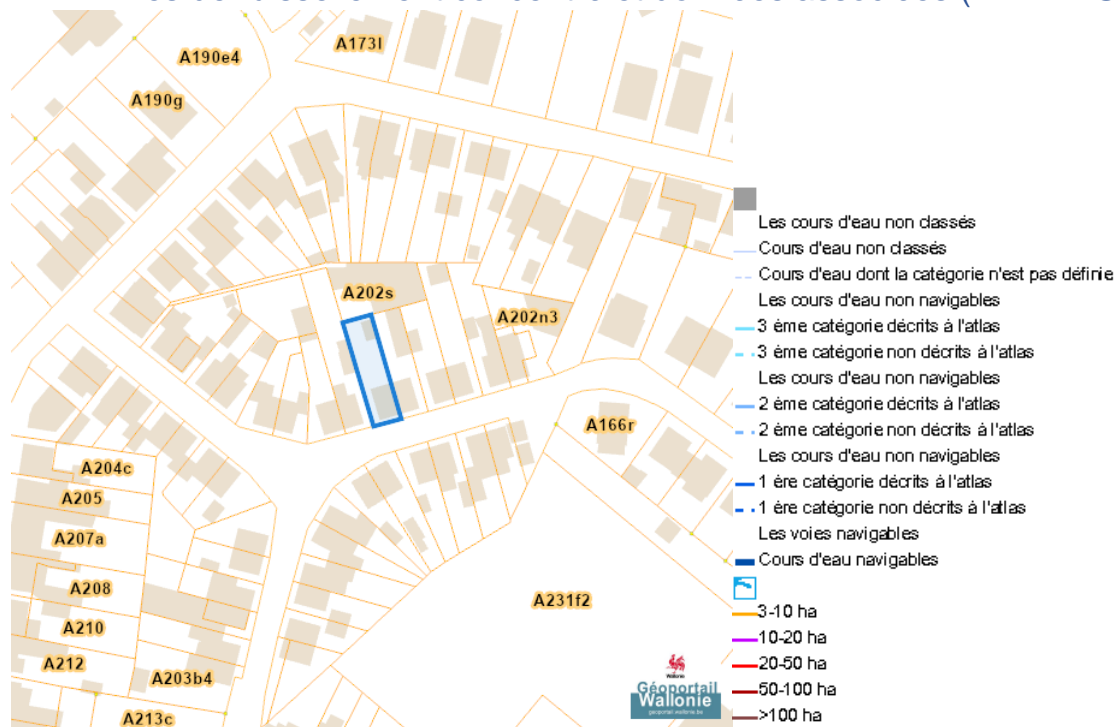 A173l
A190e4
A190g
A202s
A202n3
A166r
A204c
A205
A207a
A208
A231f2
A210
A212
A203b4
A213c
Les cours d'eau non classés
Cours d'eau non classés
Cours d'eau dont la catégorie n'est pas définie
Les cours d'eau non navigables
3 ème catégorie décrits à l'atlas
3 ème catégorie non décrits à l'atlas
Les cours d'eau non navigables
2 ème catégorie décrits à l'atlas
2 ème catégorie non décrits à l'atlas
Les cours d'eau non navigables
1 ère catégorie décrits à l'atlas
1 ère catégorie non décrits à l'atlas
Les voies navigables
Cours d'eau navigables
3-10 ha
10-20 ha
20-50 ha
50-100 ha
>100 ha
Wallonie
Géoportail
Wallonie
geoportail.wallonie.be